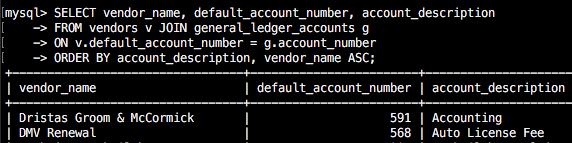 mysql> SELECT vendor_name, default_account_number, account_description
-> FROM vendors v JOIN general_ledger_accounts g
-> ON v.default_account_number = g.account_number
-> ORDER BY account_description, vendor_name ASC;
| vendor_name | default_account_number | account_description
| Dristas Groom & McCormick | 591 | Accounting
| DMV Renewal | 568 | Auto License Fee